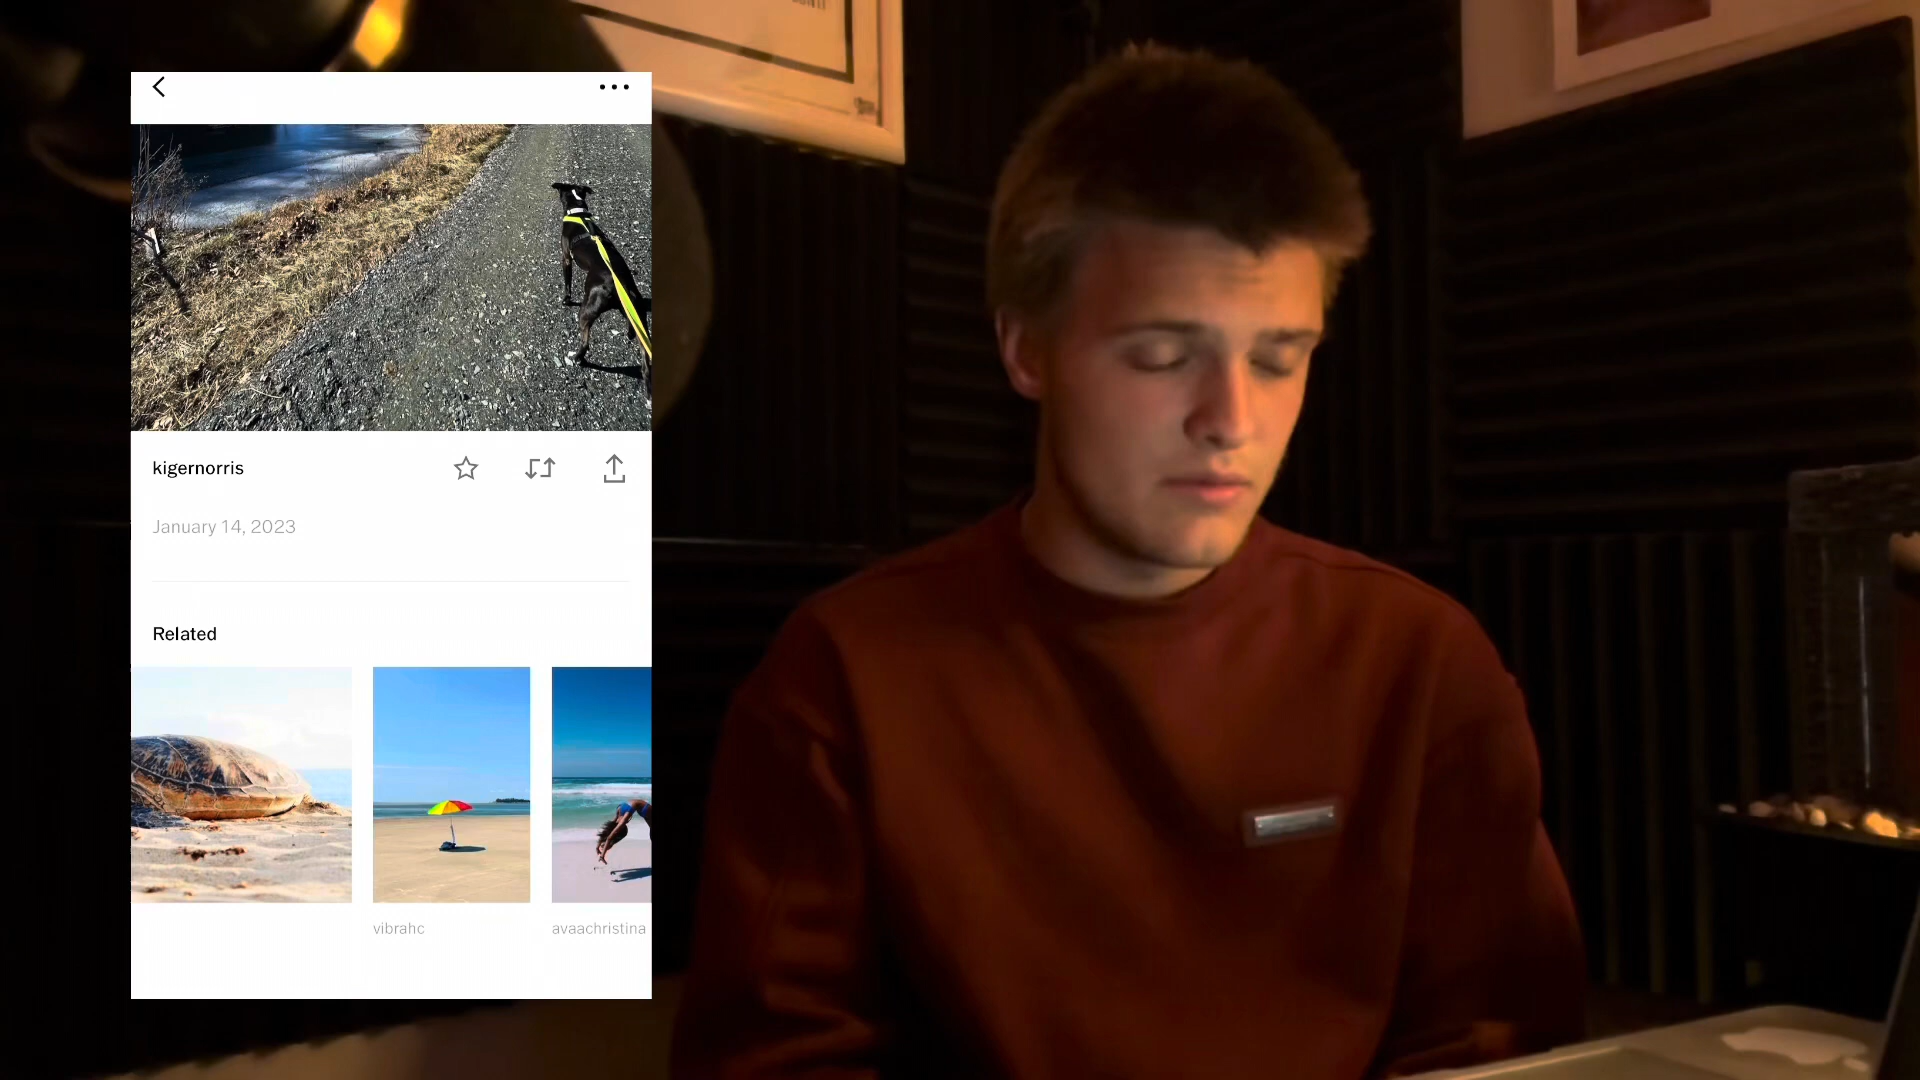 kigernorris
January 14, 2023
Related
vibrahc
avaachristina